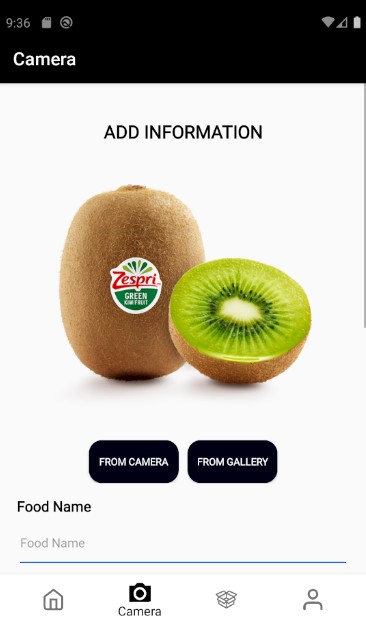 9:36
Camera
ADD INFORMATION
Zespri
GREEN
KIWIFRUIT
FROM CAMERA
FROM GALLERY
Food Name
Food Name
Camera